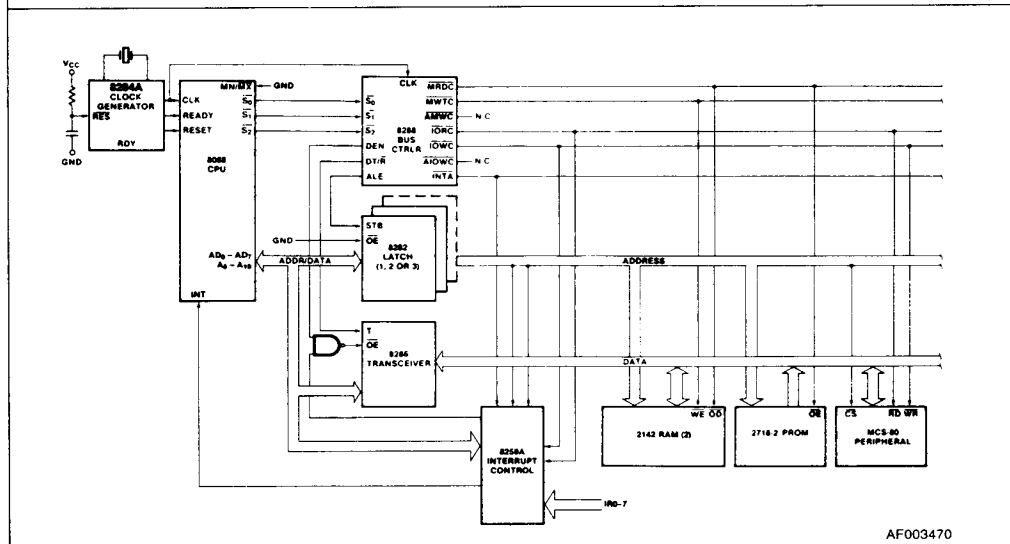 VCC
8284A
CLOCK
GENERATOR
RES
RDY
GND
CLK
READY
RESET
MN/MX
GND
S0
S1
S2
8088
CPU
AD0 - AD7
A8 - A19
INT
CLK
S0
S1
S2
DEN
DT/R
ALE
8288
BUS
CTRLR
MRDC
MWTC
AMWC
N C
IORC
IOWC
AIOWC
N C
INTA
STB
GND
OE
8282
LATCH
(1, 2 OR 3)
ADDR/DATA
ADDRESS
T
OE
8286
TRANSCEIVER
DATA
8259A
INTERRUPT
CONTROL
IR0-7
WE OD
2142 RAM (2)
OE
2716-2 PROM
CS RD WR
MCS-80
PERIPHERAL
AF003470